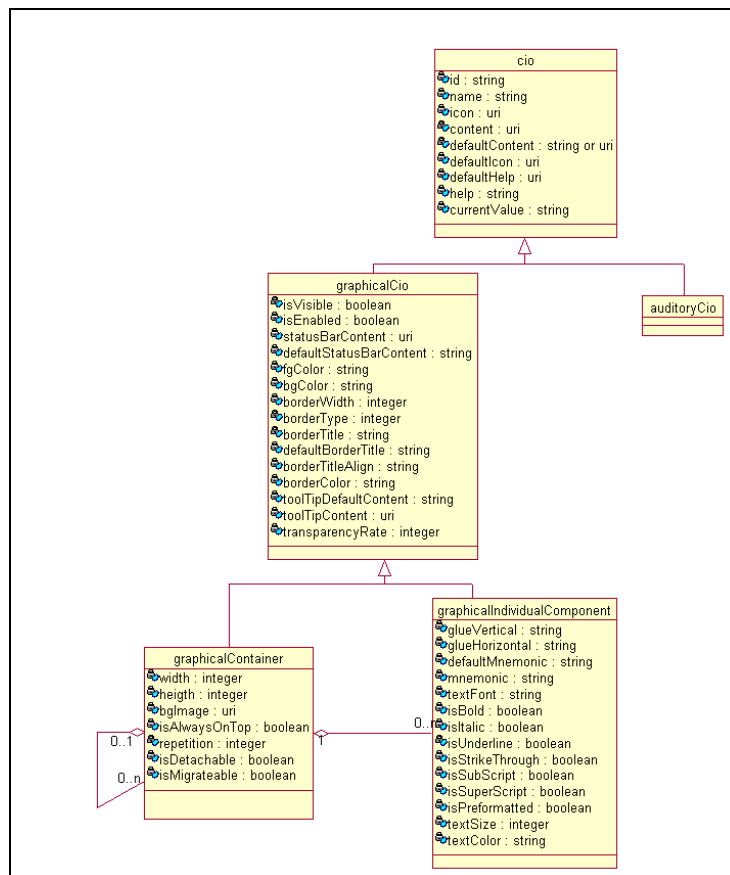 cio
id : string
name : string
icon : uri
content : uri
defaultContent : string or uri
defaultIcon : uri
defaultHelp : uri
help : string
currentValue : string
graphicalCio
isVisible : boolean
isEnabled : boolean
statusBarContent : uri
defaultStatusBarContent : string
fgColor : string
bgColor : string
borderWidth : integer
borderType : integer
borderTitle : string
defaultBorderTitle : string
borderTitleAlign : string
borderColor : string
toolTipDefaultContent : string
toolTipContent : uri
transparencyRate : integer
auditoryCio
graphicalContainer
width : integer
heigth : integer
bgImage : uri
isAlwaysOnTop : boolean
repetition : integer
isDetachable : boolean
isMigrateable : boolean
0..1
0..n
1
0..n
graphicalIndividualComponent
glueVertical : string
glueHorizontal : string
defaultMnemonic : string
mnemonic : string
textFont : string
isBold : boolean
isItalic : boolean
isUnderline : boolean
isStrikeThrough : boolean
isSubScript : boolean
isSuperScript : boolean
isPreformatted : boolean
textSize : integer
textColor : string